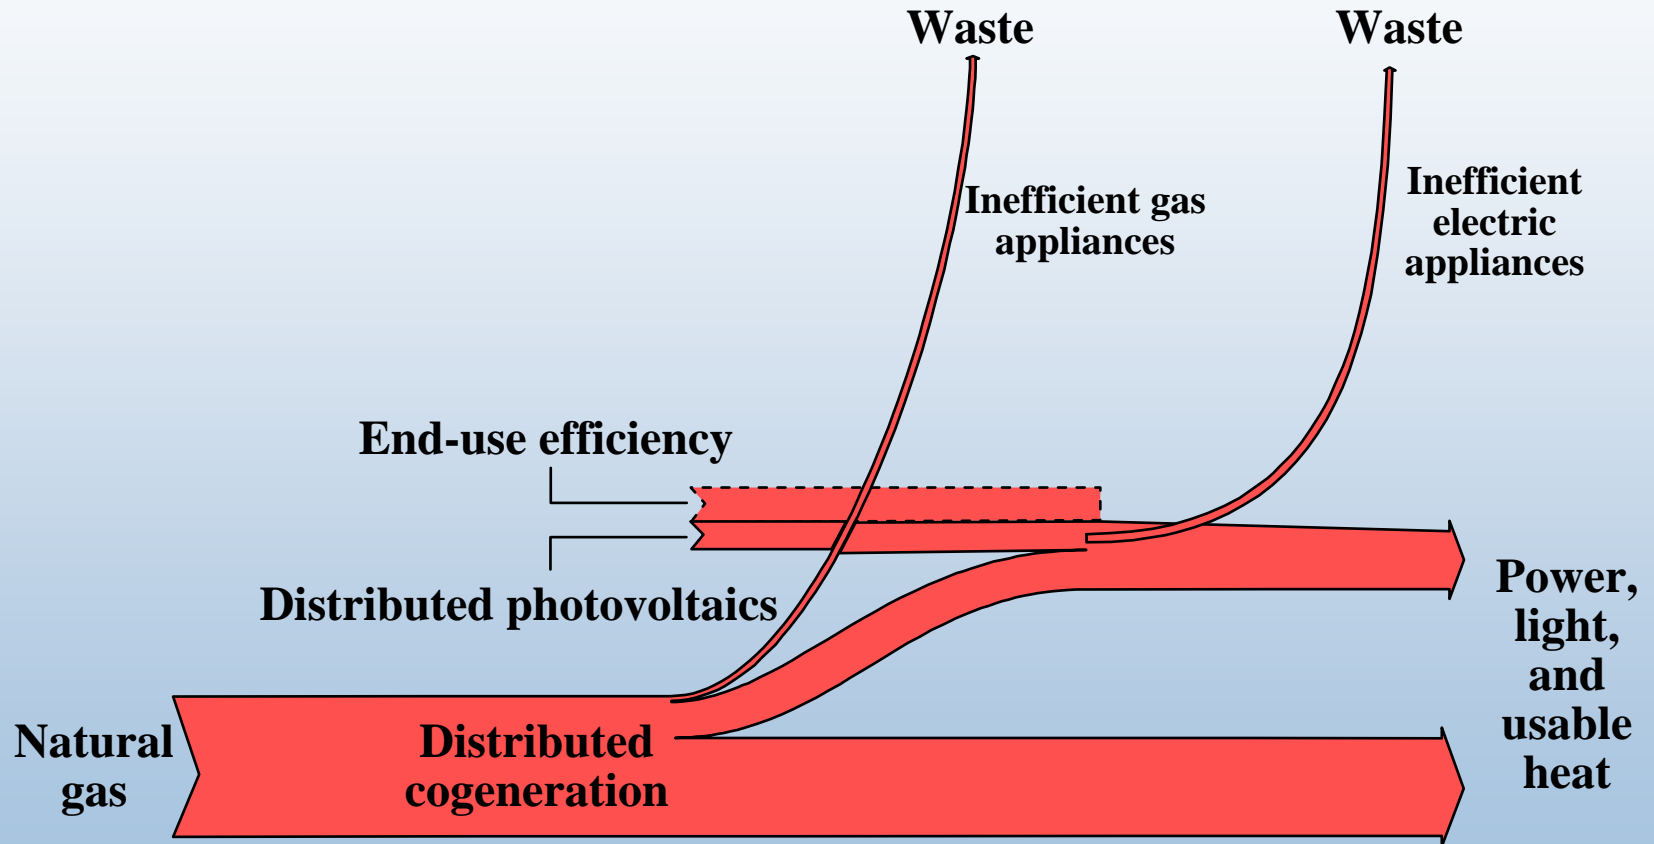 Waste
Waste
Inefficient gas
appliances
Inefficient
electric
appliances
End-use efficiency
Distributed photovoltaics
Power,
light,
and
usable
heat
Natural
gas
Distributed
cogeneration